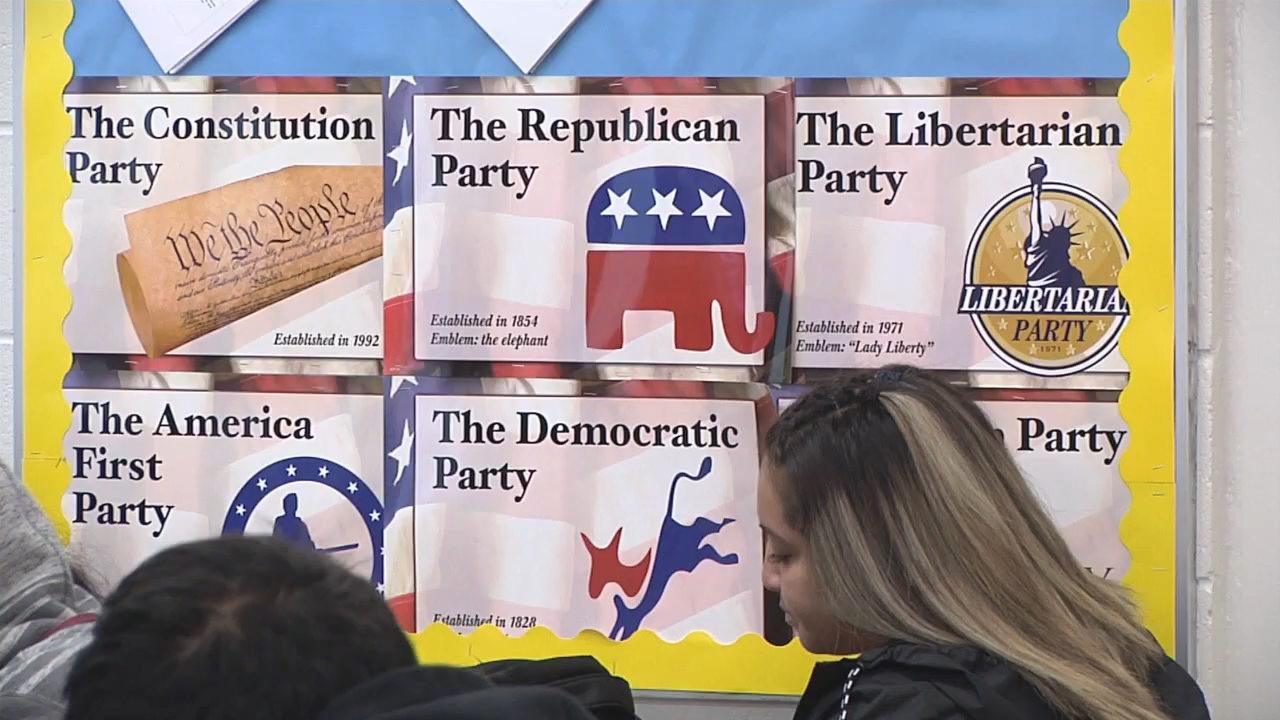 The Constitution
Party
We the People
Established in 1992
The Republican
Party
Established in 1854
Emblem: the elephant
The Libertarian
Party
LIBERTARIA
PARTY
1971
Established in 1971
Emblem: “Lady Liberty”
The America
First
Party
The Democratic
Party
Established in 1828
Party